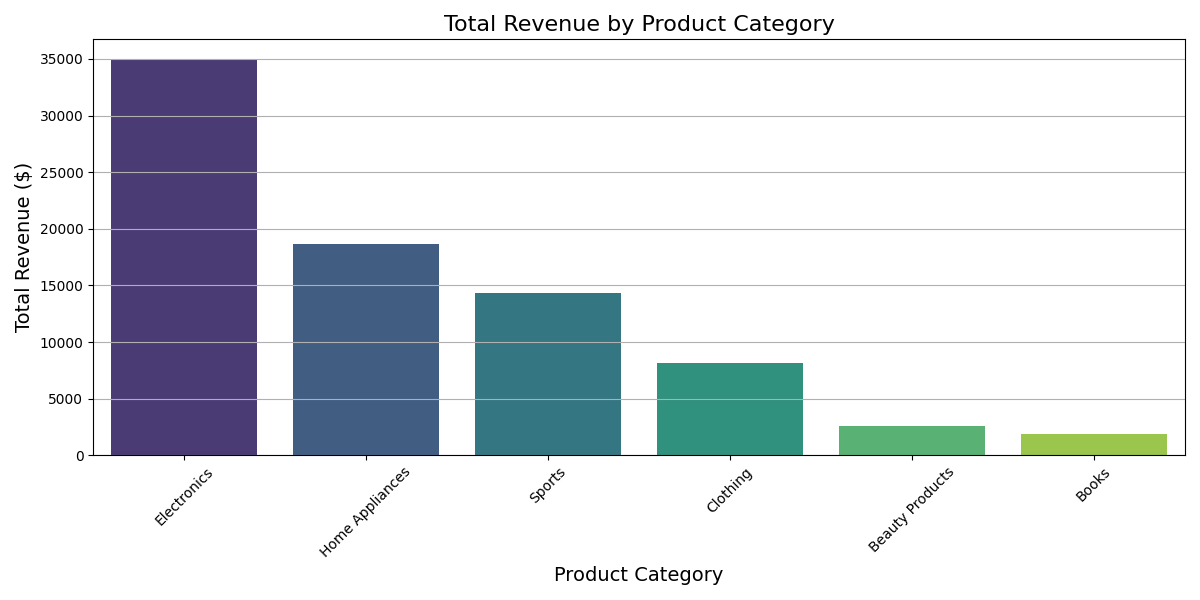 Total Revenue by Product Category
Total Revenue ($)
35000
30000
25000
20000
15000
10000
5000
0
Electronics
Home Appliances
Sports
Clothing
Beauty Products
Books
Product Category